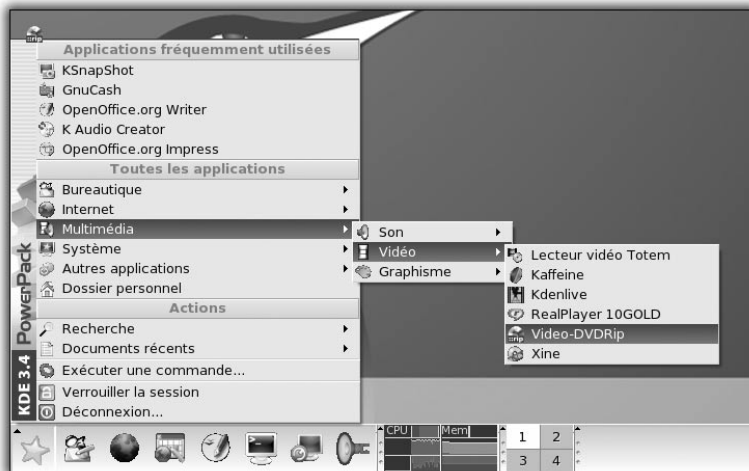 Applications fréquemment utilisées
KSnapShot
GnuCash
OpenOffice.org Writer
K Audio Creator
OpenOffice.org Impress
Toutes les applications
Bureautique
Internet
Multimédia
Système
Autres applications
Dossier personnel
Actions
Recherche
Documents récents
Exécuter une commande...
Verrouiller la session
Déconnexion...
KDE 3.4 PowerPack
Son
Vidéo
Graphisme
Lecteur vidéo Totem
Kaffeine
Kdenlive
RealPlayer 10GOLD
Video-DVDRip
Xine
CPU Mem
1 2
3 4